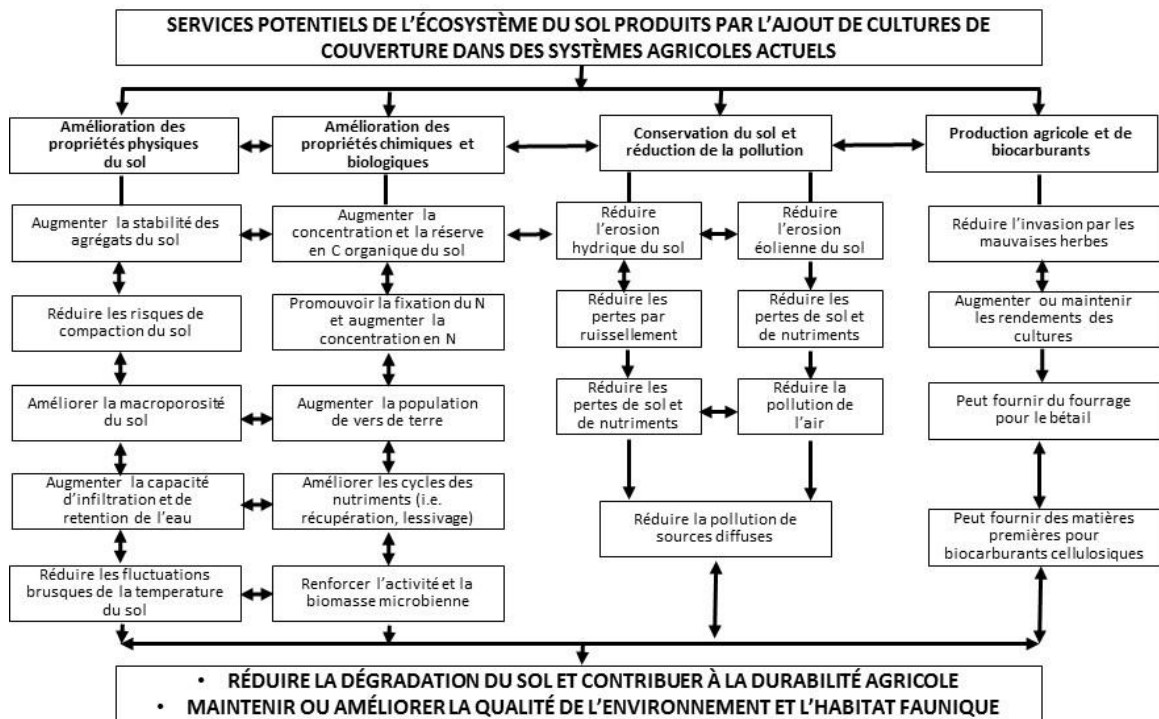 SERVICES POTENTIELS DE L'ÉCOSYSTÈME DU SOL PRODUITS PAR L'AJOUT DE CULTURES DE
COUVERTURE DANS DES SYSTÈMES AGRICOLES ACTUELS
Amélioration des
propriétés physiques
du sol
Augmenter la stabilité des
agrégats du sol
Réduire les risques de
compaction du sol
Améliorer la macroporosité
du sol
Augmenter la capacité
d'infiltration et de
retention de l'eau
Réduire les fluctuations
brusques de la temperature
du sol
Amélioration des
propriétés chimiques et
biologiques
Augmenter la
concentration et la réserve
en C organique du sol
Promouvoir la fixation du N
et augmenter la
concentration en N
Augmenter la population
de vers de terre
Améliorer les cycles des
nutriments (i.e.
récupération, lessivage)
Renforcer l'activité et la
biomasse microbienne
Conservation du sol et
réduction de la pollution
Réduire
l'erosion
hydrique du sol
Réduire les
pertes par
ruissellement
Réduire les
pertes de sol et
de nutriments
Réduire
l'erosion
éolienne du sol
Réduire les
pertes de sol et
de nutriments
Réduire la
pollution de
l'air
Réduire la pollution de
sources diffuses
Production agricole et de
biocarburants
Réduire l'invasion par les
mauvaises herbes
Augmenter ou maintenir
les rendements des
cultures
Peut fournir du fourrage
pour le bétail
Peut fournir des matières
premières pour
biocarburants cellulosiques
• RÉDUIRE LA DÉGRADATION DU SOL ET CONTRIBUER À LA DURABILITÉ AGRICOLE
• MAINTENIR OU AMÉLIORER LA QUALITÉ DE L'ENVIRONNEMENT ET L'HABITAT FAUNIQUE